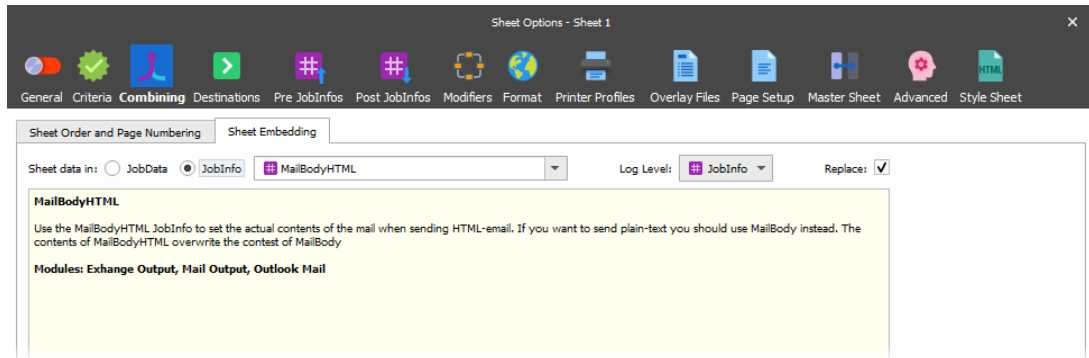 Sheet Options - Sheet 1
General Criteria Combining Destinations Pre JobInfos Post JobInfos Modifiers Format Printer Profiles Overlay Files Page Setup Master Sheet Advanced Style Sheet
HTML
Sheet Order and Page Numbering Sheet Embedding
Sheet data in: JobData JobInfo MailBodyHTML Log Level: JobInfo Replace:
MailBodyHTML
Use the MailBodyHTML JobInfo to set the actual contents of the mail when sending HTML-email. If you want to send plain-text you should use MailBody instead. The
contents of MailBodyHTML overwrite the contest of MailBody
Modules: Exhange Output, Mail Output, Outlook Mail